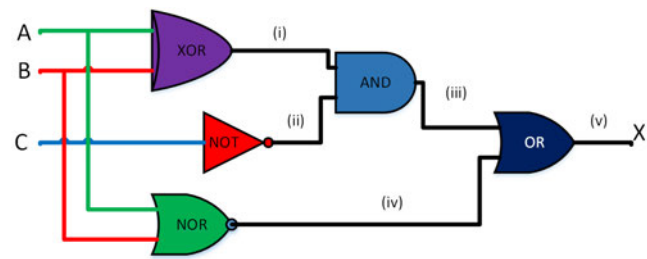 A
B
C
XOR
(i)
NOT
(ii)
AND
(iii)
NOR
(iv)
OR
(v)
X